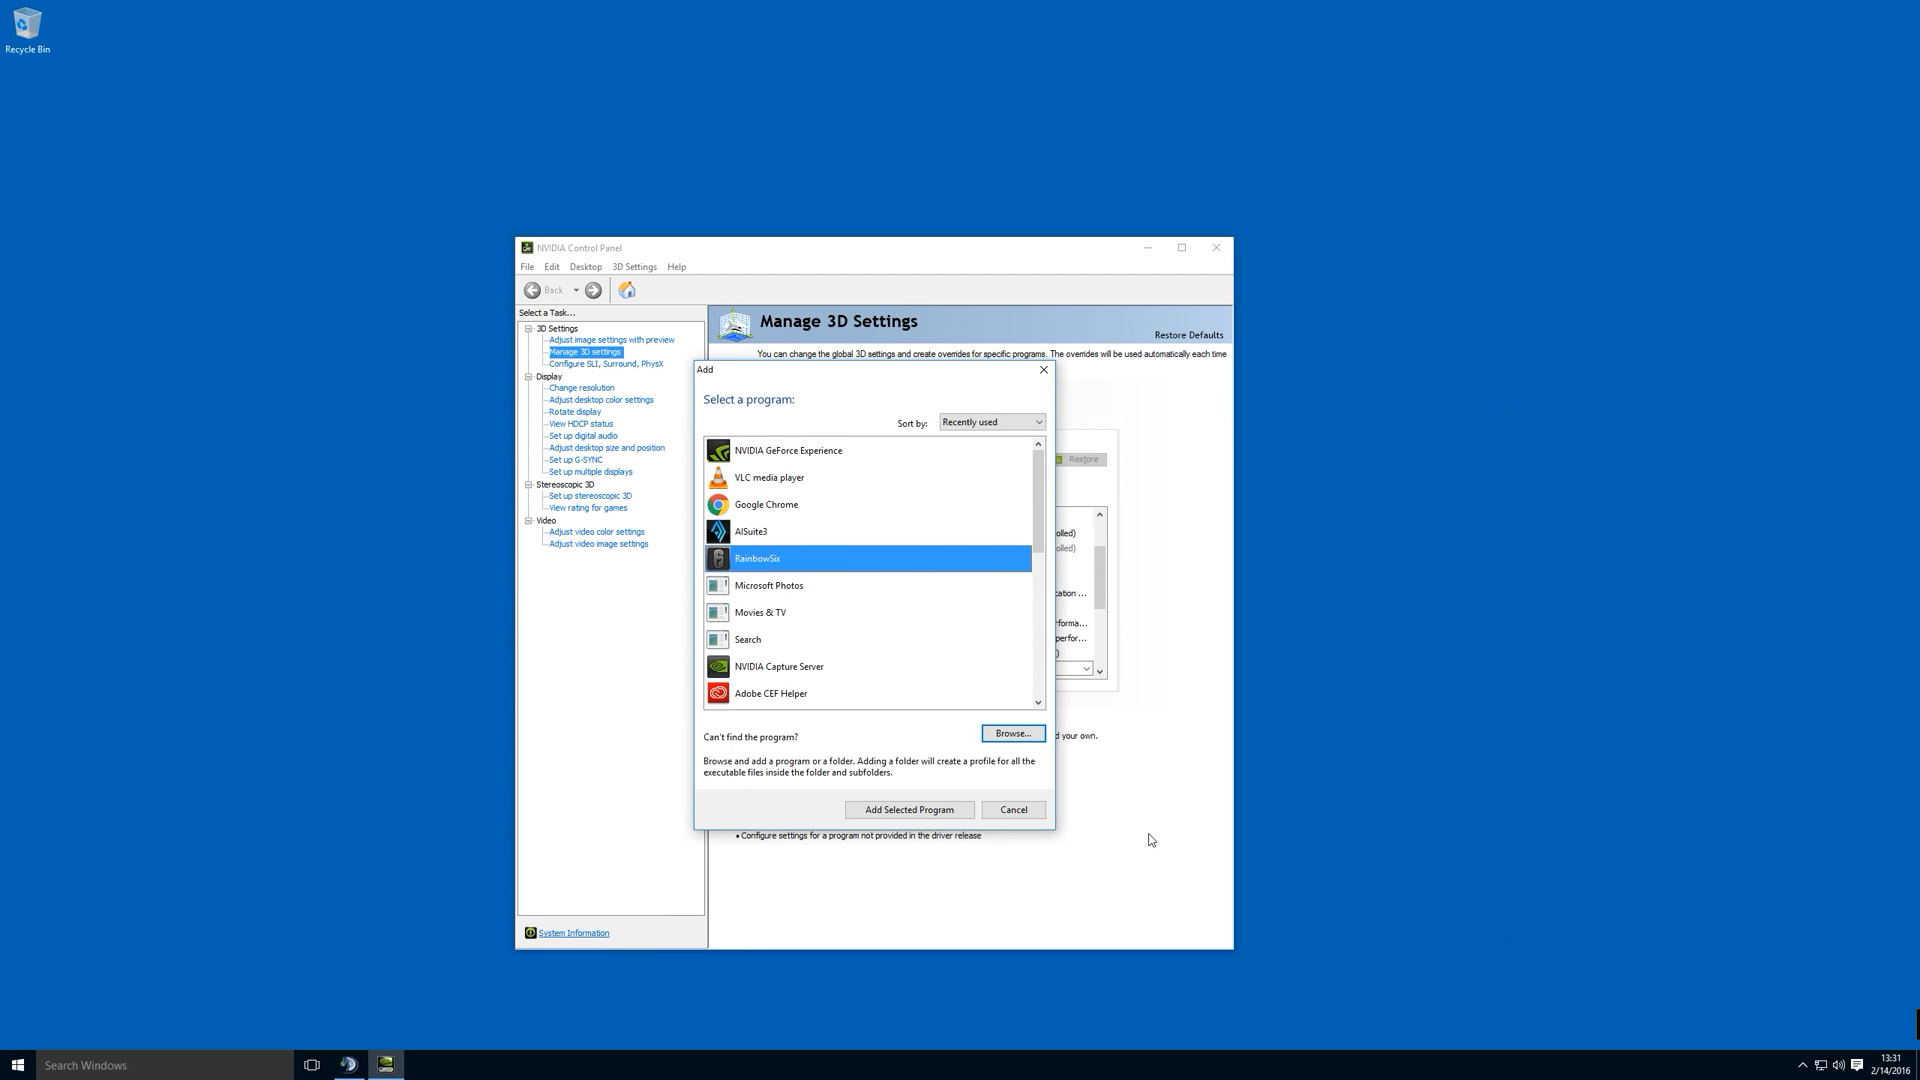 Recycle Bin
NVIDIA Control Panel
File Edit Desktop 3D Settings Help
Back
Select a Task...
3D Settings
Adjust image settings with preview
Manage 3D settings
Configure SLI, Surround, PhysX
Display
Change resolution
Adjust desktop color settings
Rotate display
View HDCP status
Set up digital audio
Adjust desktop size and position
Set up G-SYNC
Set up multiple displays
Stereoscopic 3D
Set up stereoscopic 3D
View rating for games
Video
Adjust video color settings
Adjust video image settings
System Information
Manage 3D Settings
Restore Defaults
You can change the global 3D settings and create overrides for specific programs. The overrides will be used automatically each time
Add
Select a program:
Sort by: Recently used
NVIDIA GeForce Experience
VLC media player
Google Chrome
AISuite3
RainbowSix
Microsoft Photos
Movies & TV
Search
NVIDIA Capture Server
Adobe CEF Helper
Can't find the program?
Browse...
Browse and add a program or a folder. Adding a folder will create a profile for all the
executable files inside the folder and subfolders.
Add Selected Program
Cancel
Restore
olled)
olled)
cation ...
forma...
perfor...
)
d your own.
• Configure settings for a program not provided in the driver release
Search Windows
13:31
2/14/2016